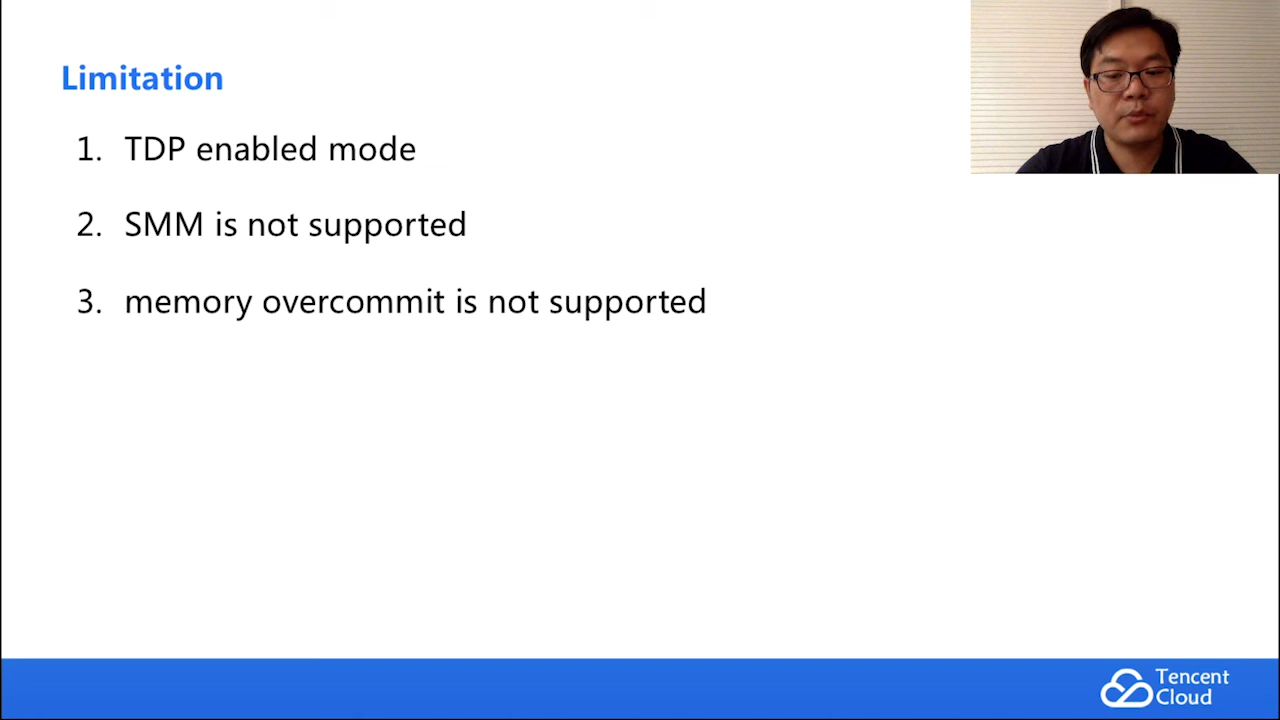 Limitation
1. TDP enabled mode
2. SMM is not supported
3. memory overcommit is not supported
Tencent
Cloud